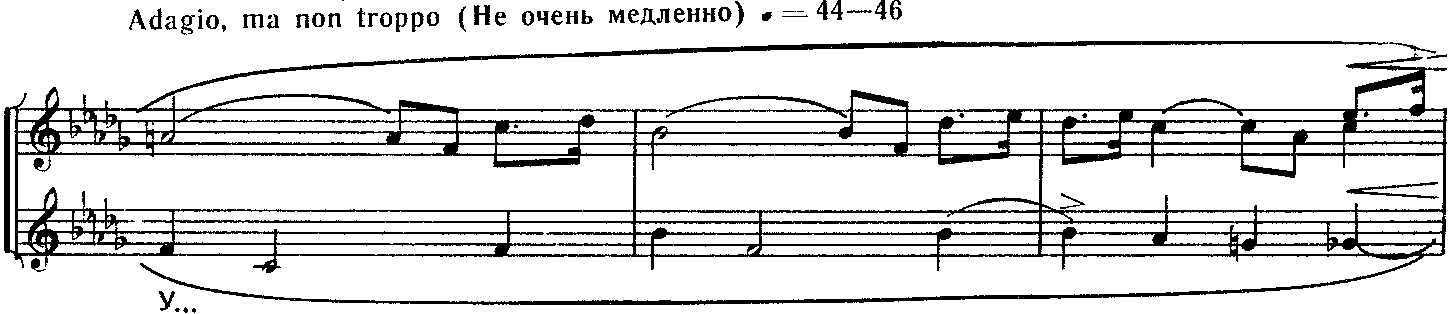 Adagio, ma non troppo (Не очень медленно) ♩ = 44—46
У...